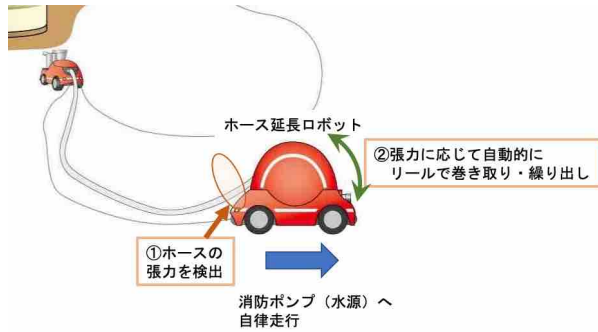 ホース延長ロボット
②張力に応じて自動的に
リールで巻き取り・繰り出し
①ホースの
張力を検出
消防ポンプ（水源）へ
自律走行